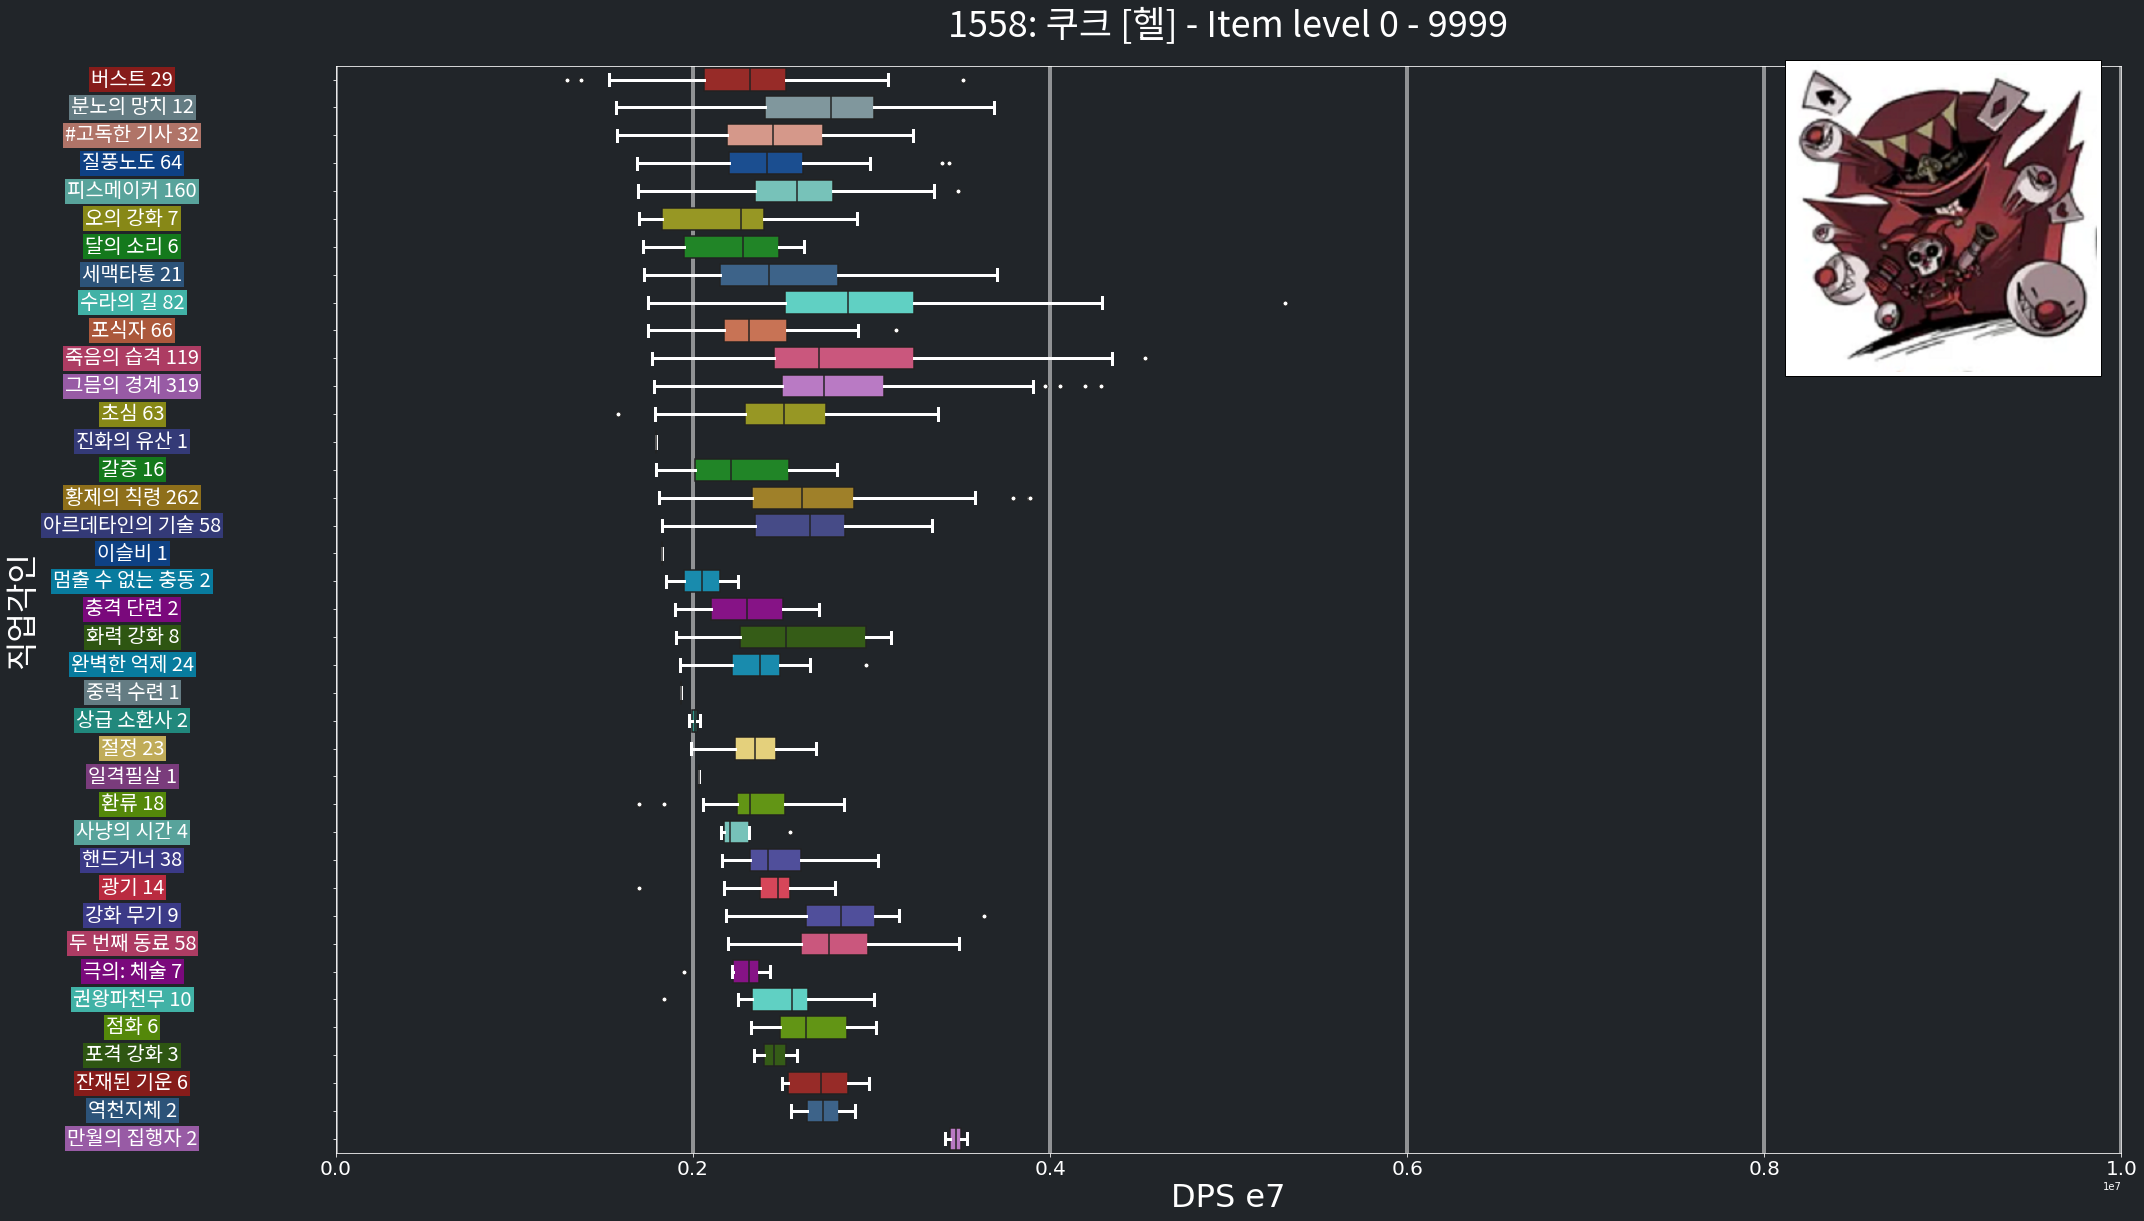 1558: 쿠크 [헬] - Item level 0 - 9999
직업각인
버스트 29
분노의 망치 12
#고독한 기사 32
질풍노도 64
피스메이커 160
오의 강화 7
달의 소리 6
세맥타통 21
수라의 길 82
포식자 66
죽음의 습격 119
그믐의 경계 319
초심 63
진화의 유산 1
갈증 16
황제의 칙령 262
아르데타인의 기술 58
이슬비 1
멈출 수 없는 충동 2
충격 단련 2
화력 강화 8
완벽한 억제 24
중력 수련 1
상급 소환사 2
절정 23
일격필살 1
환류 18
사냥의 시간 4
핸드거너 38
광기 14
강화 무기 9
두 번째 동료 58
극의: 체술 7
권왕파천무 10
점화 6
포격 강화 3
잔재된 기운 6
역천지체 2
만월의 집행자 2
0.0 0.2 0.4 0.6 0.8 1.0
1e7
DPS e7